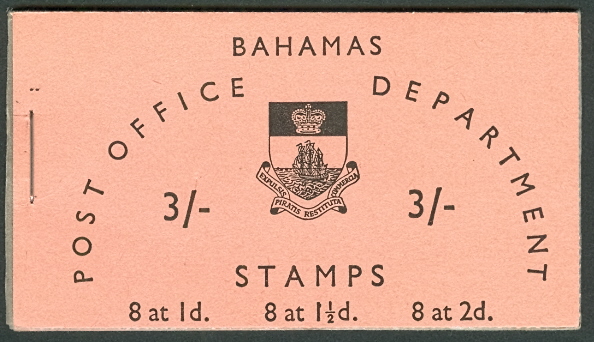 BAHAMAS
POST OFFICE DEPARTMENT
EXPULSIS PIRATIS RESTITUTA COMMERCIA
3/- 3/-
STAMPS
8 at 1d. 8 at 1½d. 8 at 2d.